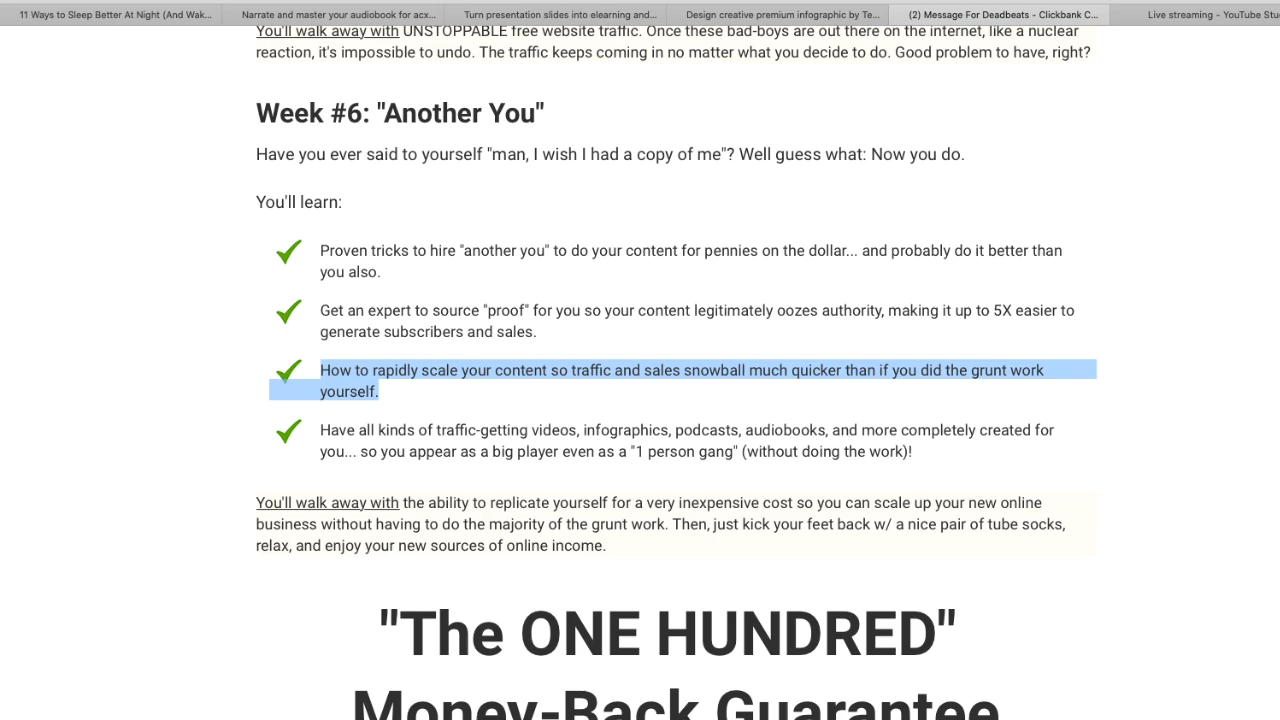 11 Ways to Sleep Better At Night (And Wak... Narrate and master your audiobook for acx... Turn presentation slides into elearning and... Design creative premium infographic by Te... (2) Message For Deadbeats - Clickbank C... Live streaming - YouTube Stu
You'll walk away with UNSTOPPABLE free website traffic. Once these bad-boys are out there on the internet, like a nuclear
reaction, it's impossible to undo. The traffic keeps coming in no matter what you decide to do. Good problem to have, right?
Week #6: "Another You"
Have you ever said to yourself "man, I wish I had a copy of me"? Well guess what: Now you do.
You'll learn:
Proven tricks to hire "another you" to do your content for pennies on the dollar... and probably do it better than
you also.
Get an expert to source "proof" for you so your content legitimately oozes authority, making it up to 5X easier to
generate subscribers and sales.
How to rapidly scale your content so traffic and sales snowball much quicker than if you did the grunt work
yourself.
Have all kinds of traffic-getting videos, infographics, podcasts, audiobooks, and more completely created for
you... so you appear as a big player even as a "1 person gang" (without doing the work)!
You'll walk away with the ability to replicate yourself for a very inexpensive cost so you can scale up your new online
business without having to do the majority of the grunt work. Then, just kick your feet back w/ a nice pair of tube socks,
relax, and enjoy your new sources of online income.
"The ONE HUNDRED"
Money-Back Guarantee